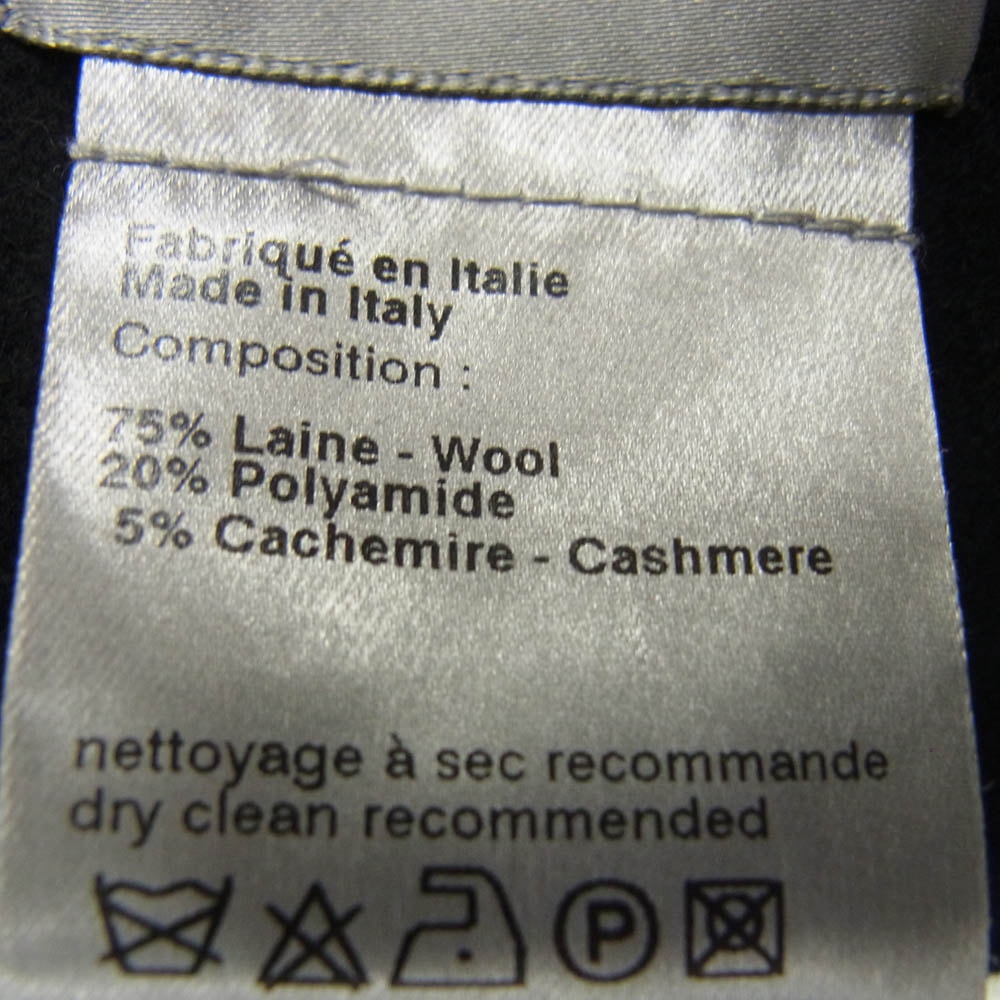 Fabriqué en Italie
Made in Italy
Composition :
75% Laine - Wool
20% Polyamide
5% Cachemire - Cashmere
nettoyage à sec recommande
dry clean recommended
P